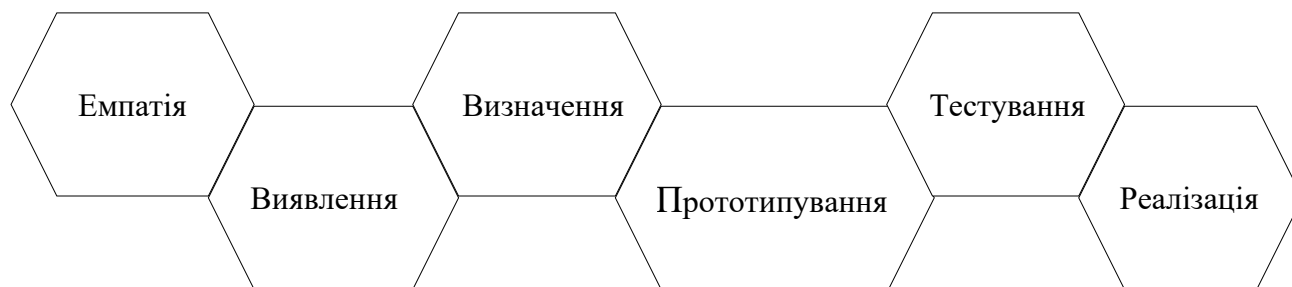 Емпатія
Виявлення
Визначення
Прототипування
Тестування
Реалізація